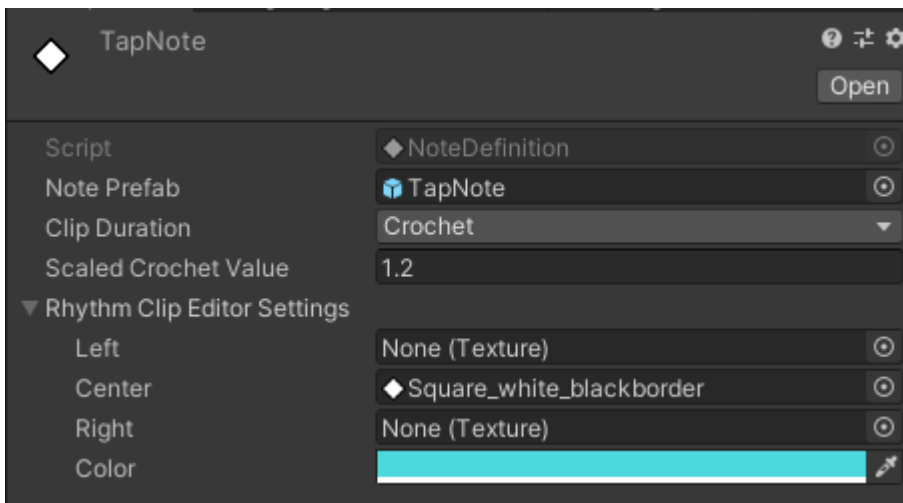 TapNote
Open
Script NoteDefinition
Note Prefab TapNote
Clip Duration Crochet
Scaled Crochet Value 1.2
Rhythm Clip Editor Settings
Left None (Texture)
Center Square_white_blackborder
Right None (Texture)
Color